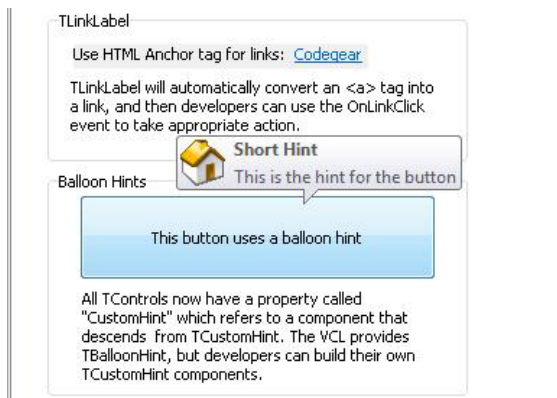 TLinkLabel
Use HTML Anchor tag for links: Codegear
TLinkLabel will automatically convert an <a> tag into
a link, and then developers can use the OnLinkClick
event to take appropriate action.
Short Hint
This is the hint for the button
Balloon Hints
This button uses a balloon hint
All TControls now have a property called
"CustomHint" which refers to a component that
descends from TCustomHint. The VCL provides
TBalloonHint, but developers can build their own
TCustomHint components.